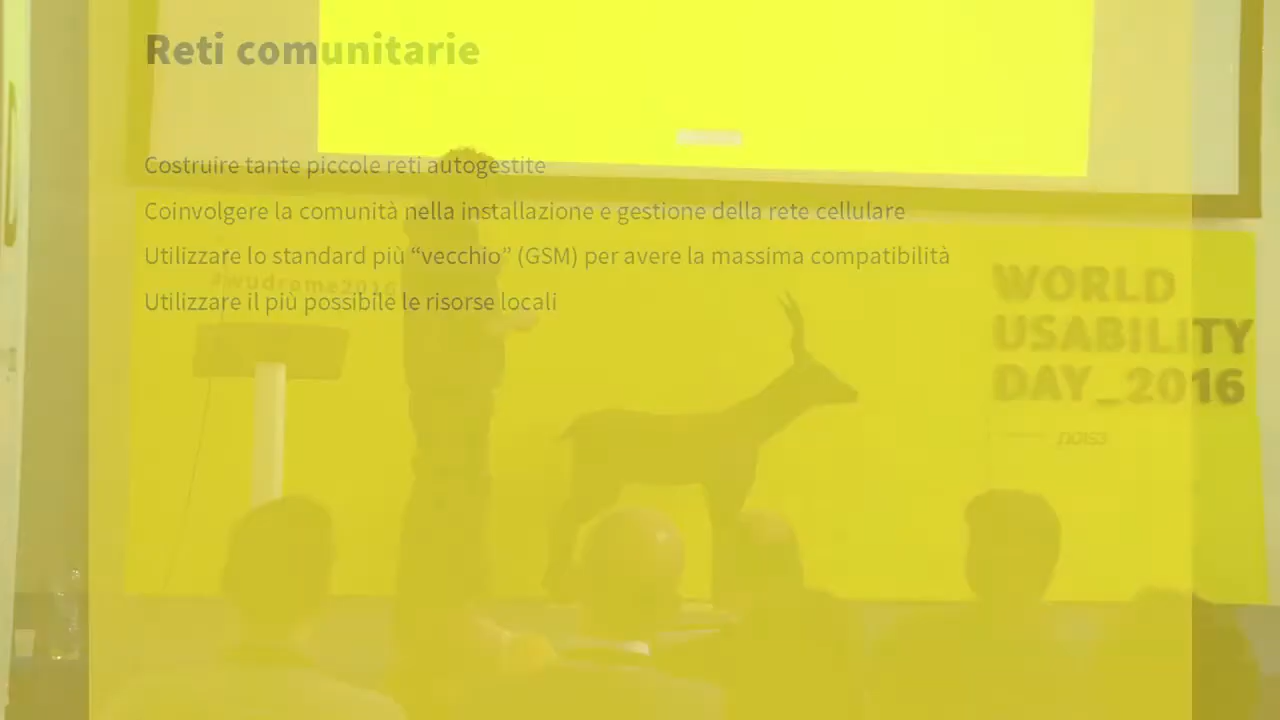 Reti comunitarie
Costruire tante piccole reti autogestite
Coinvolgere la comunità nella installazione e gestione della rete cellulare
Utilizzare lo standard più “vecchio” (GSM) per avere la massima compatibilità
#wudrome2016
Utilizzare il più possibile le risorse locali
WORLD
USABILITY
DAY_2016